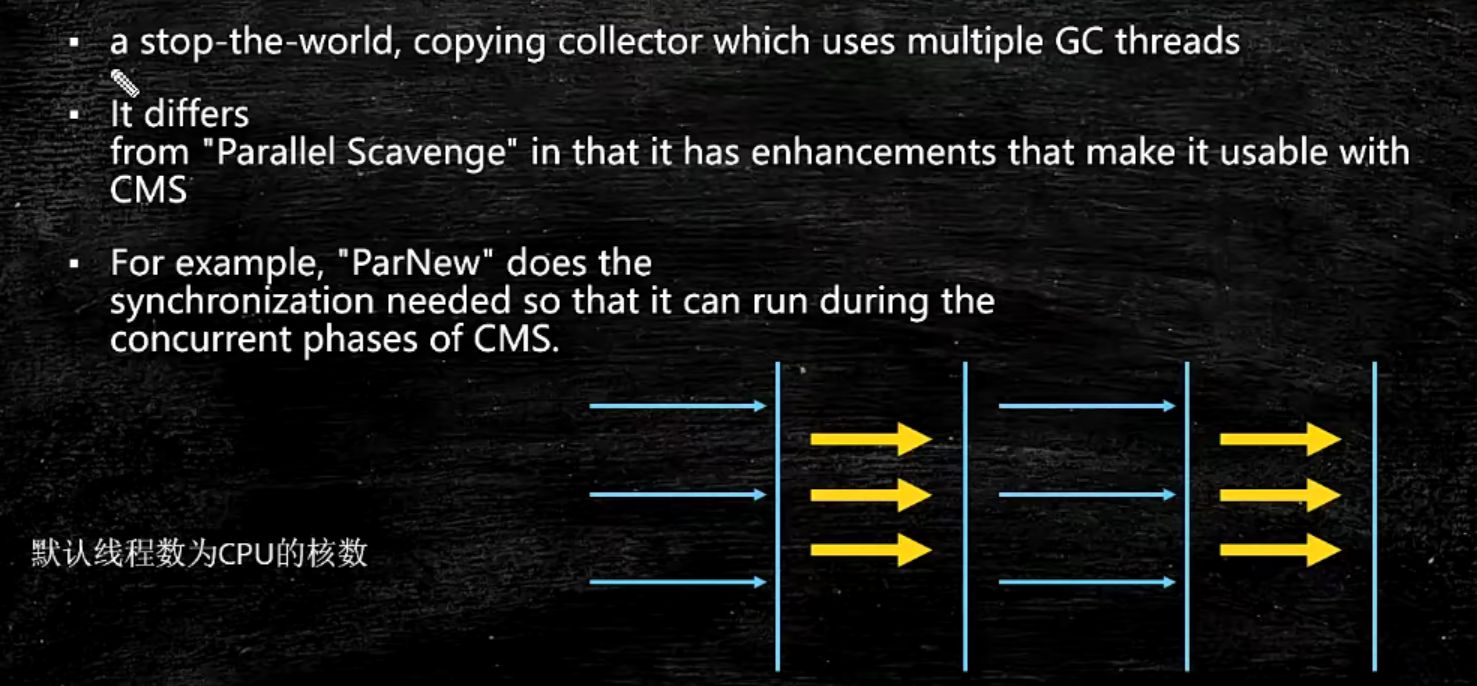 ▪ a stop-the-world, copying collector which uses multiple GC threads
▪ It differs
from "Parallel Scavenge" in that it has enhancements that make it usable with
CMS
▪ For example, "ParNew" does the
synchronization needed so that it can run during the
concurrent phases of CMS.
默认线程数为CPU的核数